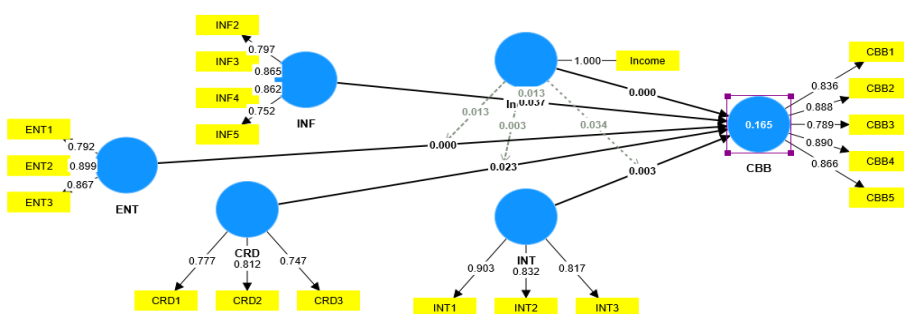 INF2
INF3
INF4
INF5
0.797
0.865
0.862
0.752
INF
1.000
Income
0.013
0.037
0.013
0.003
0.034
0.000
0.000
0.023
0.003
CBB1
CBB2
CBB3
CBB4
CBB5
0.836
0.888
0.789
0.890
0.866
0.165
CBB
ENT1
ENT2
ENT3
0.792
0.899
0.867
ENT
CRD
0.777
0.812
0.747
CRD1
CRD2
CRD3
INT
0.903
0.832
0.817
INT1
INT2
INT3